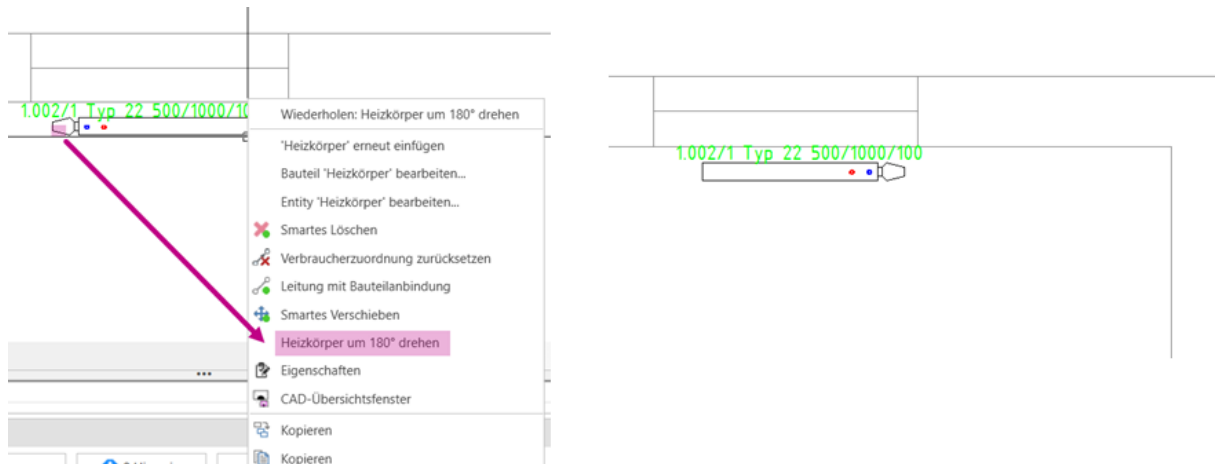 1.002/1 Typ 22 500/1000/10
Wiederholen: Heizkörper um 180° drehen
'Heizkörper' erneut einfügen
Bauteil 'Heizkörper' bearbeiten...
Entity 'Heizkörper' bearbeiten...
Smartes Löschen
Verbraucherzuordnung zurücksetzen
Leitung mit Bauteilanbindung
Smartes Verschieben
Heizkörper um 180° drehen
Eigenschaften
CAD-Übersichtsfenster
Kopieren
Kopieren
1.002/1 Typ 22 500/1000/100